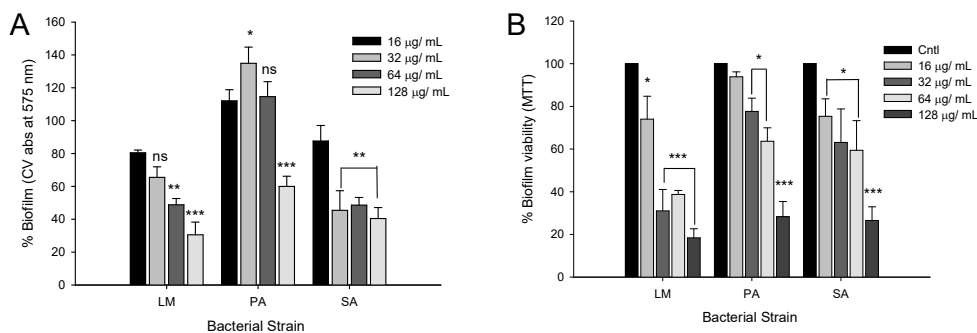 A
160
140
120
100
80
60
40
20
0
% Biofilm (CV abs at 575 nm)
16 µg/ mL
32 µg/ mL
64 µg/ mL
128 µg/ mL
ns
**
***
*
ns
***
**
LM
PA
SA
Bacterial Strain
B
120
100
80
60
40
20
0
% Biofilm viability (MTT)
Cntl
16 µg/ mL
32 µg/ mL
64 µg/ mL
128 µg/ mL
*
***
*
***
*
***
LM
PA
SA
Bacterial Strain